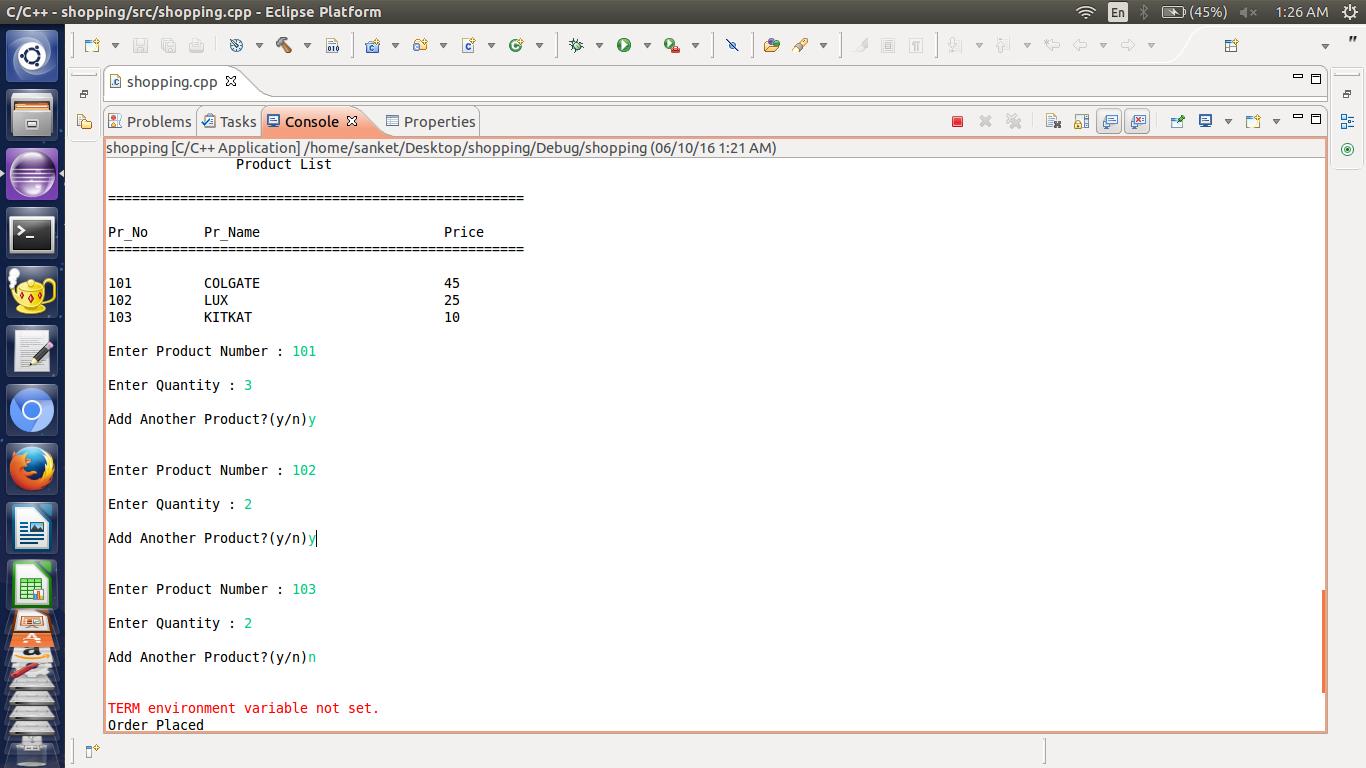 C/C++ - shopping/src/shopping.cpp - Eclipse Platform
En
(45%)
1:26 AM
shopping.cpp
Problems
Tasks
Console
Properties
shopping [C/C++ Application] /home/sanket/Desktop/shopping/Debug/shopping (06/10/16 1:21 AM)
Product List
====================================================
Pr_No Pr_Name Price
====================================================
101 COLGATE 45
102 LUX 25
103 KITKAT 10
Enter Product Number : 101
Enter Quantity : 3
Add Another Product?(y/n)y
Enter Product Number : 102
Enter Quantity : 2
Add Another Product?(y/n)y
Enter Product Number : 103
Enter Quantity : 2
Add Another Product?(y/n)n
TERM environment variable not set.
Order Placed